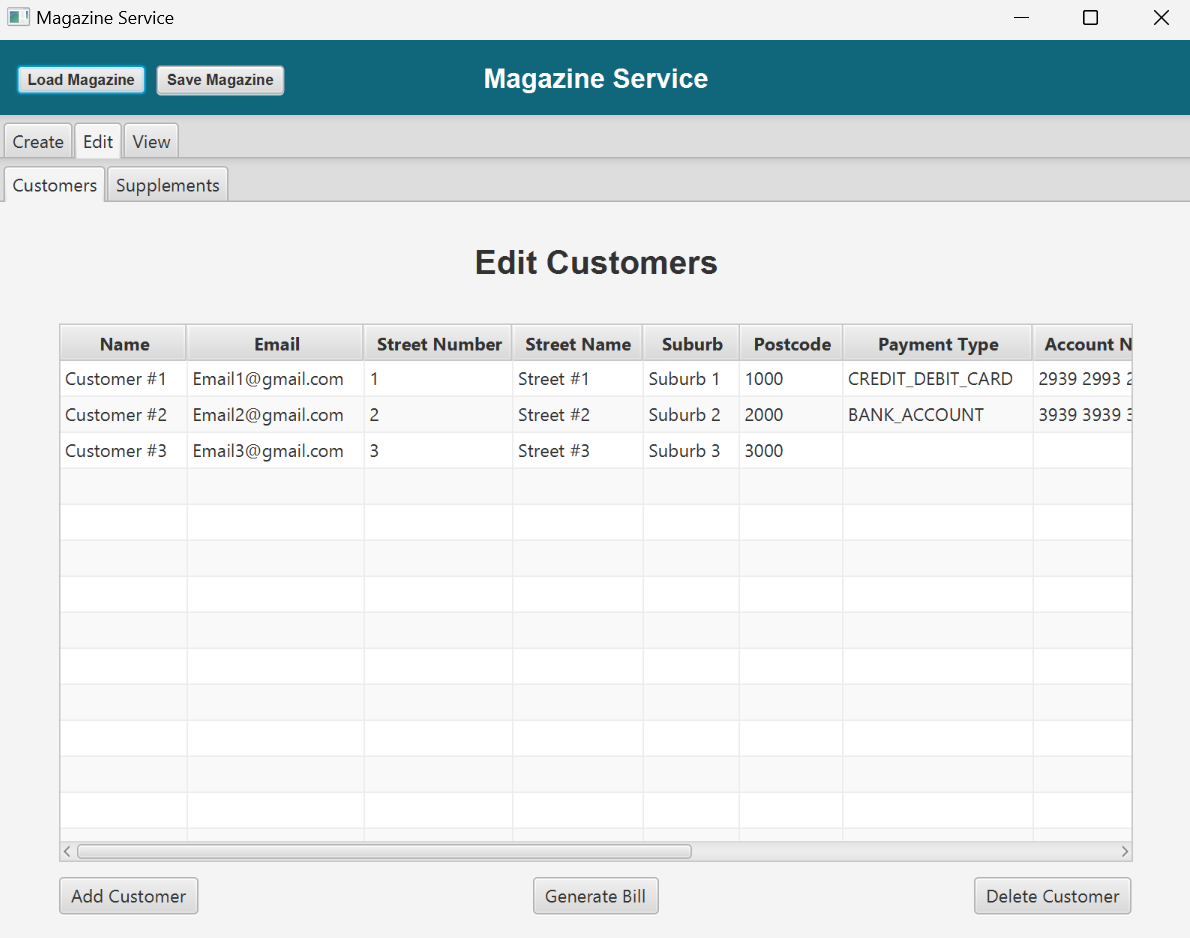 Magazine Service
Load Magazine Save Magazine Magazine Service
Create Edit View
Customers Supplements
Edit Customers
Name Email Street Number Street Name Suburb Postcode Payment Type Account N
Customer #1 Email1@gmail.com 1 Street #1 Suburb 1 1000 CREDIT_DEBIT_CARD 2939 2993 2
Customer #2 Email2@gmail.com 2 Street #2 Suburb 2 2000 BANK_ACCOUNT 3939 3939 3
Customer #3 Email3@gmail.com 3 Street #3 Suburb 3 3000
Add Customer Generate Bill Delete Customer